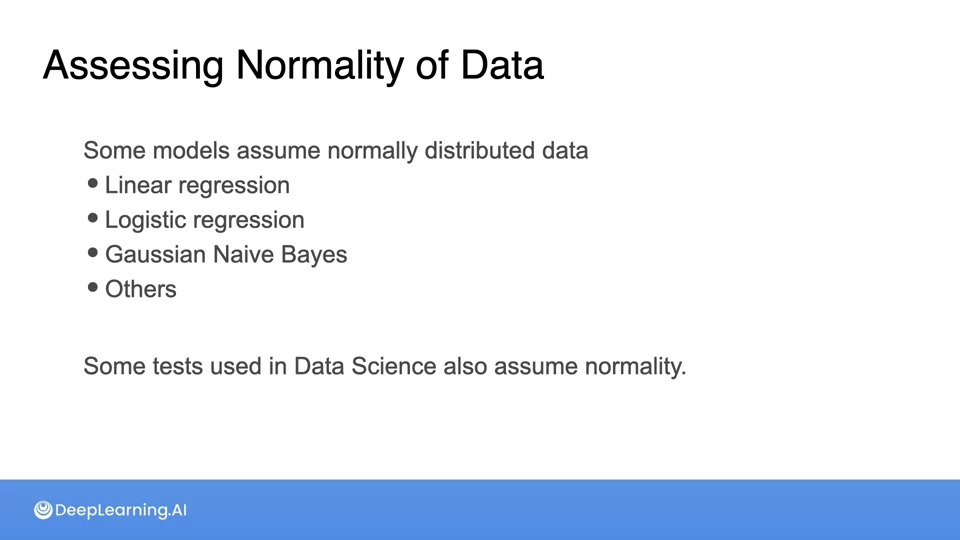 Assessing Normality of Data
Some models assume normally distributed data
• Linear regression
• Logistic regression
• Gaussian Naive Bayes
• Others
Some tests used in Data Science also assume normality.
DeepLearning.AI